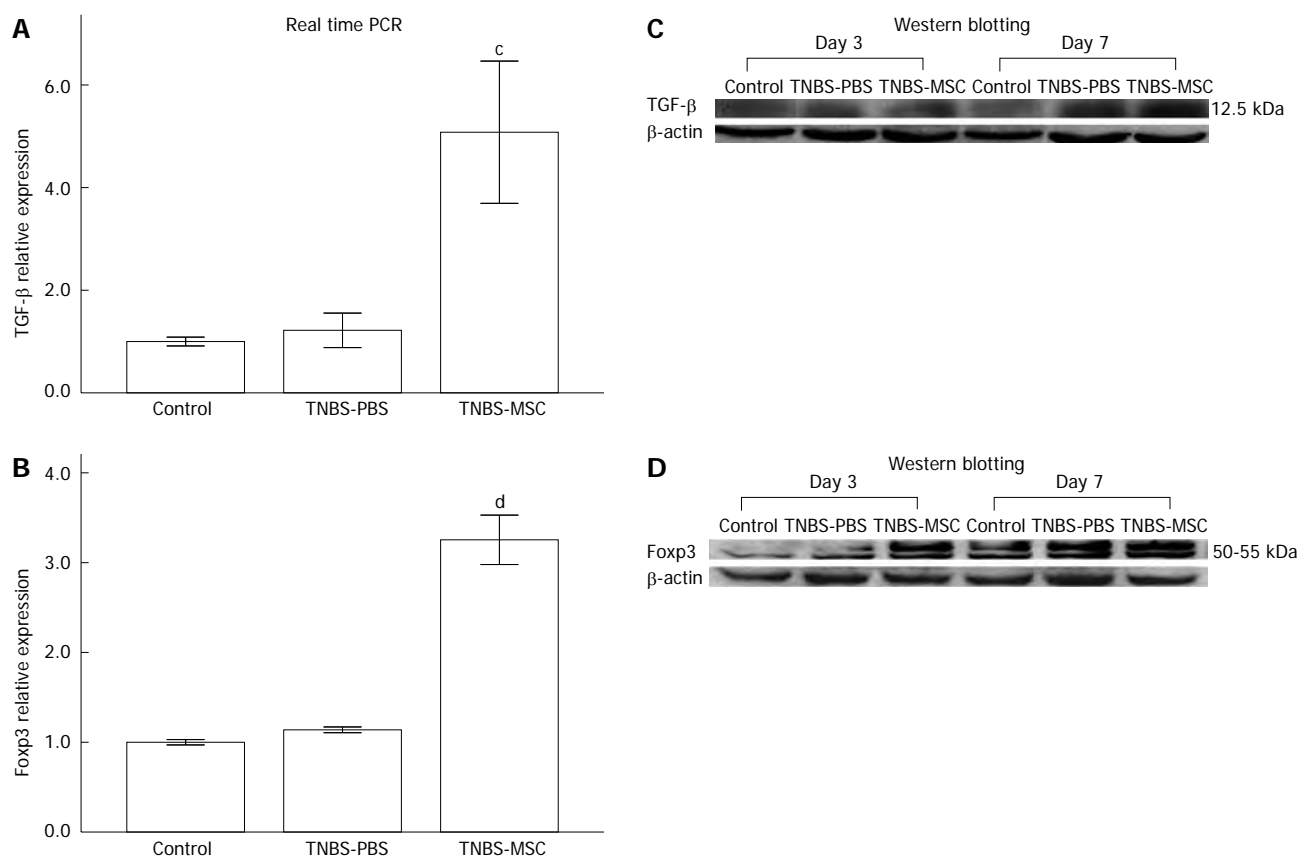 A
Real time PCR
c
6.0
4.0
2.0
0.0
TGF-β relative expression
Control TNBS-PBS TNBS-MSC
B
d
4.0
3.0
2.0
1.0
0.0
Foxp3 relative expression
Control TNBS-PBS TNBS-MSC
C
Western blotting
Day 3 Day 7
Control TNBS-PBS TNBS-MSC Control TNBS-PBS TNBS-MSC
TGF-β 12.5 kDa
β-actin
D
Western blotting
Day 3 Day 7
Control TNBS-PBS TNBS-MSC Control TNBS-PBS TNBS-MSC
Foxp3 50-55 kDa
β-actin